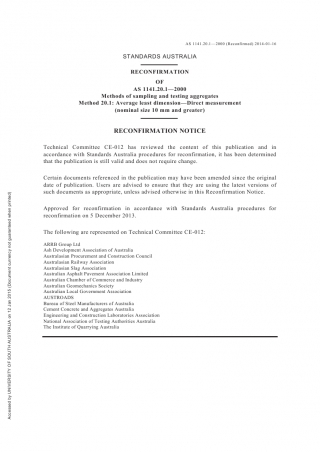 AS 1141.20.1—2000 (Reconfirmed) 2014-01-16
STANDARDS AUSTRALIA
RECONFIRMATION
OF
AS 1141.20.1—2000
Methods of sampling and testing aggregates
Method 20.1: Average least dimension—Direct measurement
(nominal size 10 mm and greater)
RECONFIRMATION NOTICE
Technical Committee CE-012 has reviewed the content of this publication and in
accordance with Standards Australia procedures for reconfirmation, it has been determined
that the publication is still valid and does not require change.
Certain documents referenced in the publication may have been amended since the original
date of publication. Users are advised to ensure that they are using the latest versions of
such documents as appropriate, unless advised otherwise in this Reconfirmation Notice.
Approved for reconfirmation in accordance with Standards Australia procedures for
reconfirmation on 5 December 2013.
The following are represented on Technical Committee CE-012:
ARRB Group Ltd
Ash Development Association of Australia
Australasian Procurement and Construction Council
Australasian Railway Association
Australasian Slag Association
Australian Asphalt Pavement Association Limited
Australian Chamber of Commerce and Industry
Australian Geomechanics Society
Australian Local Government Association
AUSTROADS
Bureau of Steel Manufacturers of Australia
Cement Concrete and Aggregates Australia
Engineering and Construction Laboratories Association
National Association of Testing Authorities Australia
The Institute of Quarrying Australia
Accessed by UNIVERSITY OF SOUTH AUSTRALIA on 12 Jan 2015 (Document currency not guaranteed when printed)